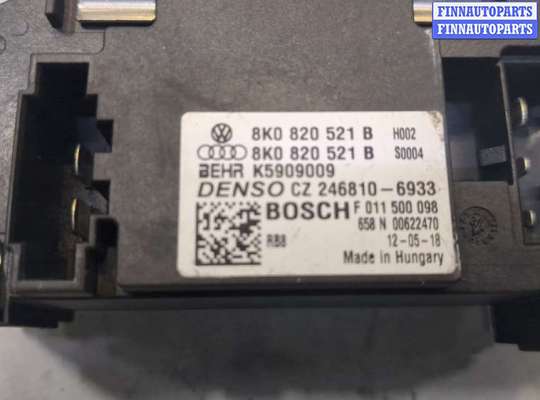 FINNAUTOPARTS
FINNAUTOPARTS
FINNAUTOPARTS
8K0 820 521 B H002
8K0 820 521 B S0004
BEHR K5909009
DENSO CZ 246810-6933
BOSCH F 011 500 098
658 N 00622470
RB8 12-05-18
Made in Hungary